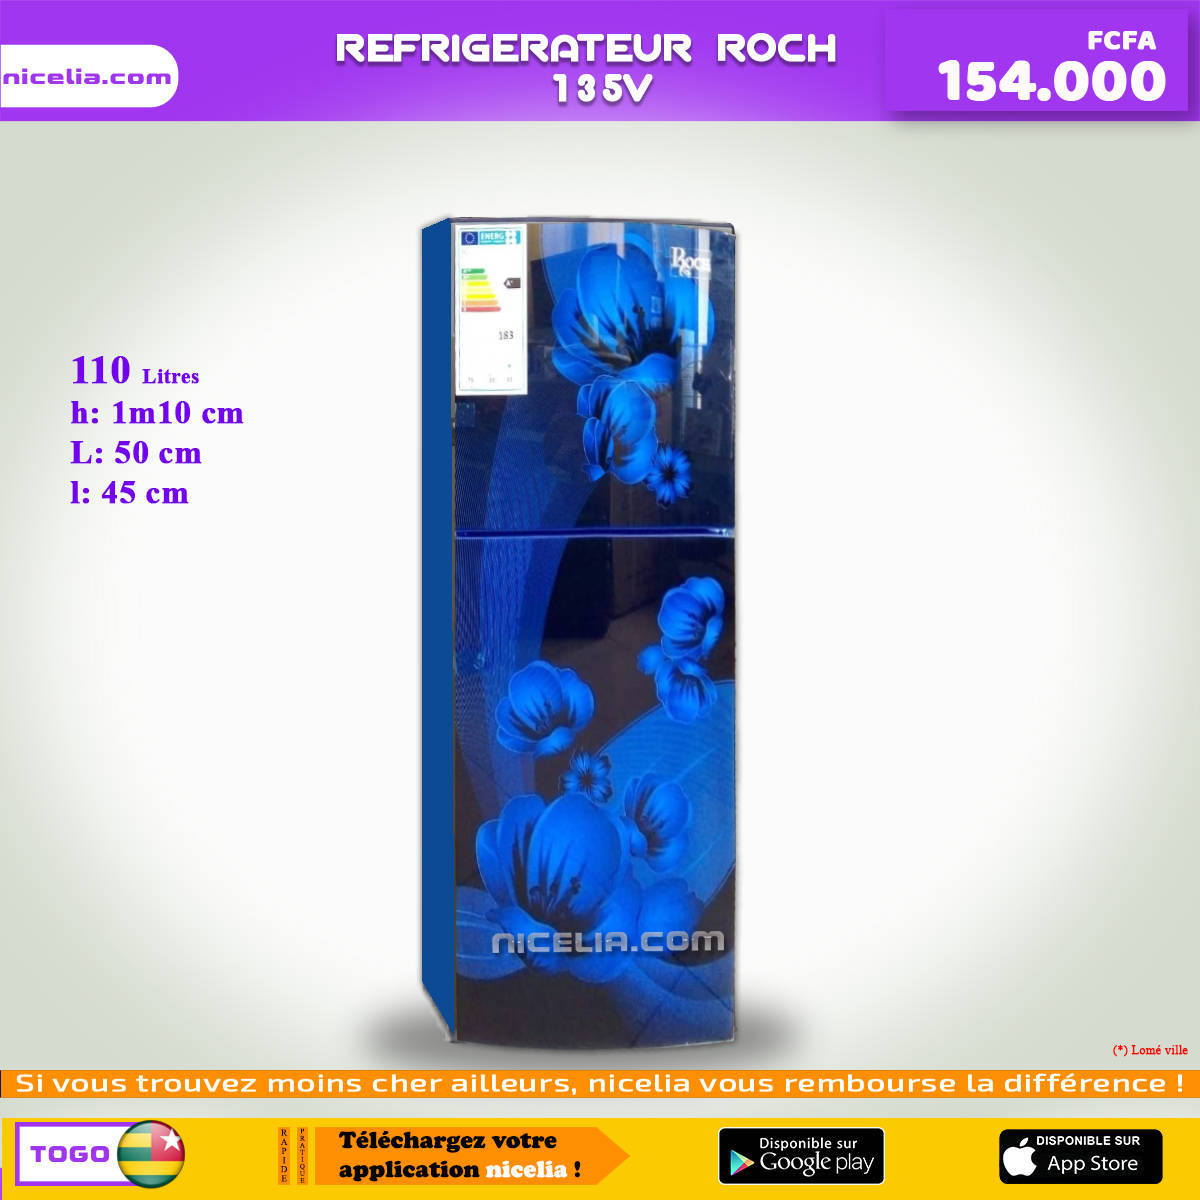 nicelia.com
REFRIGERATEUR ROCH
135V
FCFA
154.000
ENERG
A+
183
ROCH
110 Litres
h: 1m10 cm
L: 50 cm
l: 45 cm
NICELIA.COM
(*) Lomé ville
Si vous trouvez moins cher ailleurs, nicelia vous rembourse la différence !
TOGO
RAPIDE
PRATIQUE
Téléchargez votre
application nicelia !
Disponible sur
Google play
DISPONIBLE SUR
App Store